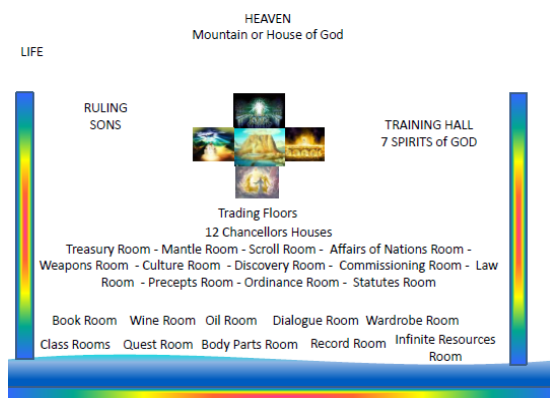 HEAVEN
Mountain or House of God
LIFE
RULING
SONS
TRAINING HALL
7 SPIRITS of GOD
Trading Floors
12 Chancellors Houses
Treasury Room - Mantle Room - Scroll Room - Affairs of Nations Room -
Weapons Room - Culture Room - Discovery Room - Commissioning Room - Law
Room - Precepts Room - Ordinance Room - Statutes Room
Book Room Wine Room Oil Room Dialogue Room Wardrobe Room
Class Rooms Quest Room Body Parts Room Record Room Infinite Resources
Room